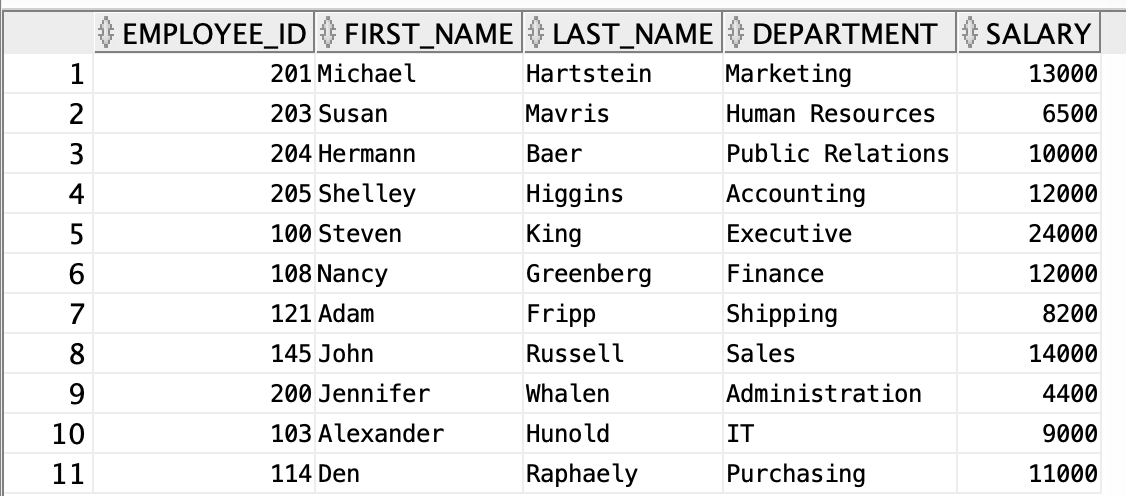 EMPLOYEE_ID FIRST_NAME LAST_NAME DEPARTMENT SALARY
1 201 Michael Hartstein Marketing 13000
2 203 Susan Mavris Human Resources 6500
3 204 Hermann Baer Public Relations 10000
4 205 Shelley Higgins Accounting 12000
5 100 Steven King Executive 24000
6 108 Nancy Greenberg Finance 12000
7 121 Adam Fripp Shipping 8200
8 145 John Russell Sales 14000
9 200 Jennifer Whalen Administration 4400
10 103 Alexander Hunold IT 9000
11 114 Den Raphaely Purchasing 11000